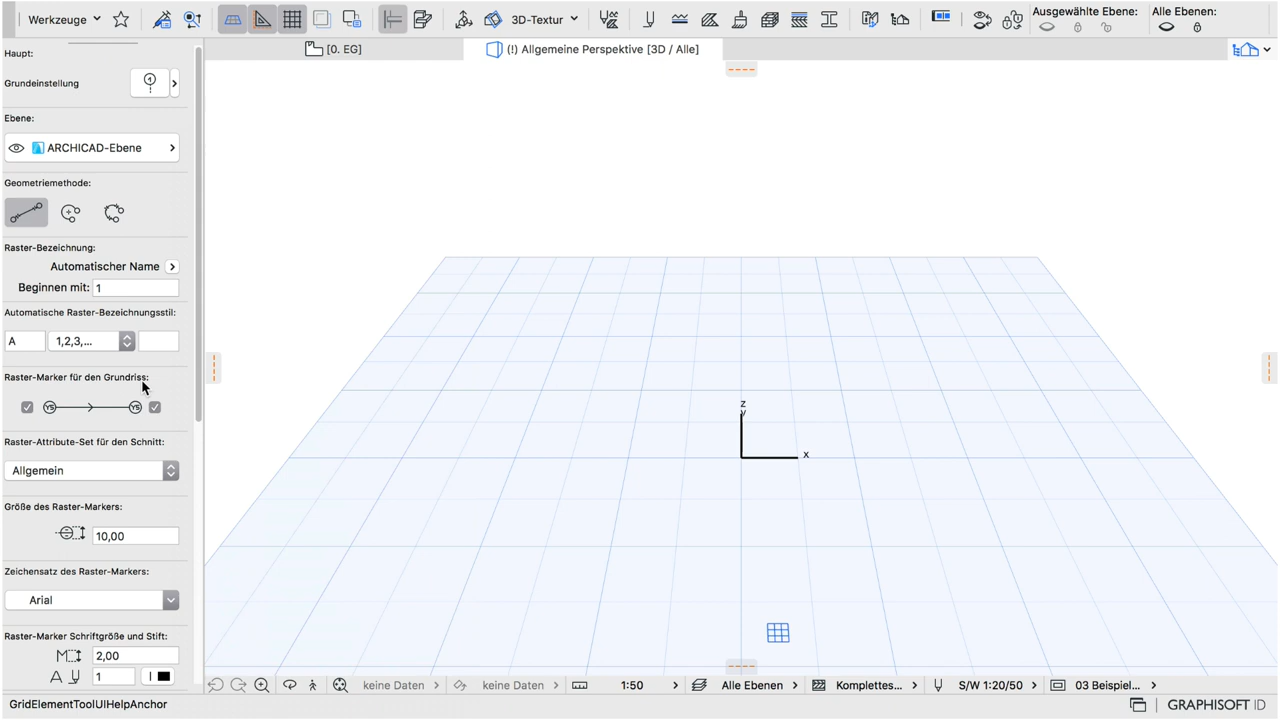 Werkzeuge
3D-Textur
Ausgewählte Ebene:
Alle Ebenen:
Haupt:
[0. EG]
(!) Allgemeine Perspektive [3D / Alle]
Grundeinstellung
Ebene:
ARCHICAD-Ebene
Geometriemethode:
Raster-Bezeichnung:
Automatischer Name
Beginnen mit: 1
Automatische Raster-Bezeichnungsstil:
A 1,2,3,...
Raster-Marker für den Grundriss:
YS YS
Raster-Attribute-Set für den Schnitt:
Allgemein
Größe des Raster-Markers:
10,00
Zeichensatz des Raster-Markers:
Arial
Raster-Marker Schriftgröße und Stift:
M 2,00
A 1
z
y
x
keine Daten
keine Daten
1:50
Alle Ebenen
Komplettes...
S/W 1:20/50
03 Beispiel...
GridElementToolUIHelpAnchor
GRAPHISOFT ID